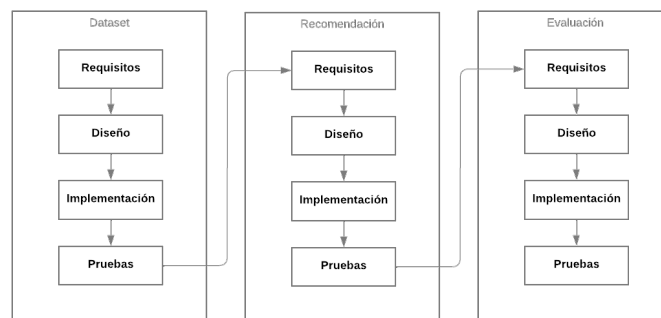 Dataset
Requisitos
Diseño
Implementación
Pruebas
Recomendación
Requisitos
Diseño
Implementación
Pruebas
Evaluación
Requisitos
Diseño
Implementación
Pruebas